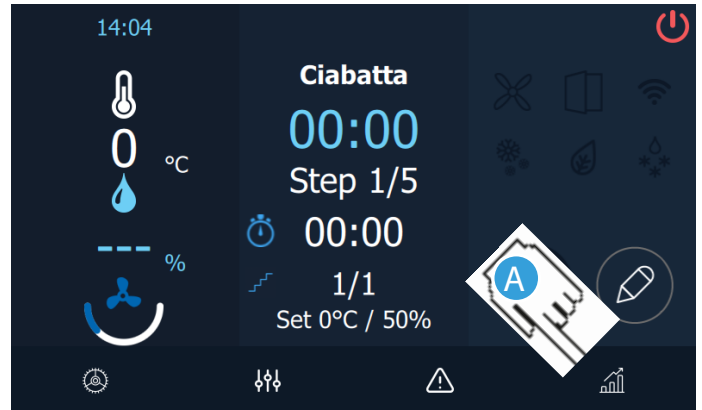 14:04
0 °C
--- %
Ciabatta
00:00
Step 1/5
00:00
1/1
Set 0°C / 50%
A